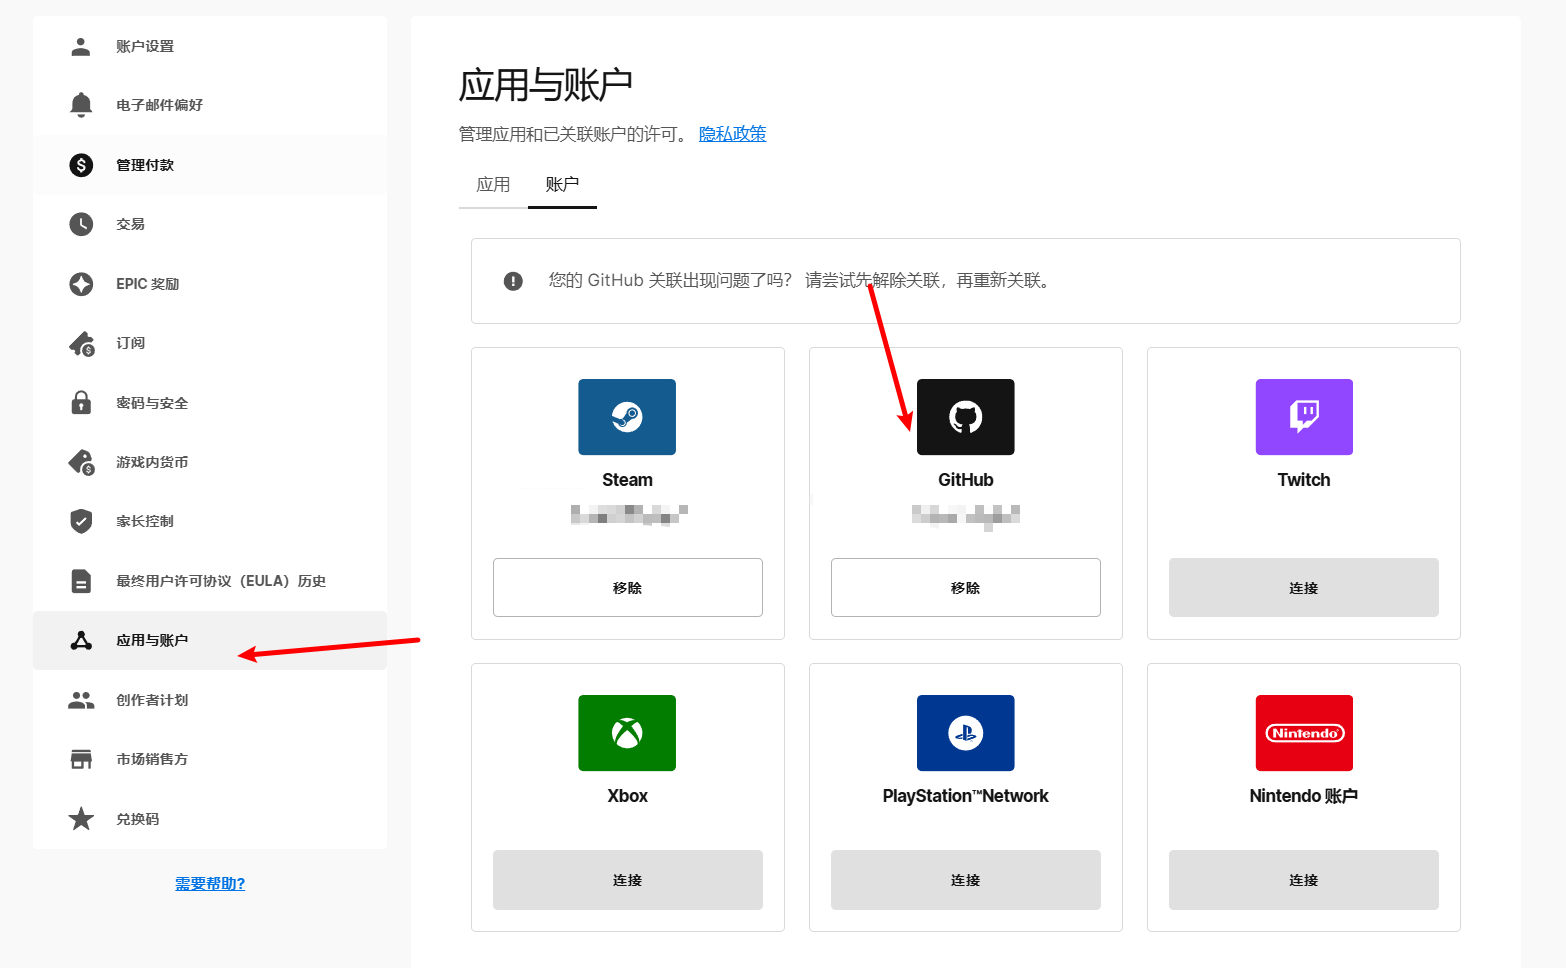 账户设置
电子邮件偏好
管理付款
交易
EPIC 奖励
订阅
密码与安全
游戏内货币
家长控制
最终用户许可协议（EULA）历史
应用与账户
创作者计划
市场销售方
兑换码
需要帮助?
应用与账户
管理应用和已关联账户的许可。 隐私政策
应用 账户
您的 GitHub 关联出现问题了吗？ 请尝试先解除关联，再重新关联。
Steam
移除
GitHub
移除
Twitch
连接
Xbox
连接
PlayStation™Network
连接
Nintendo
Nintendo 账户
连接